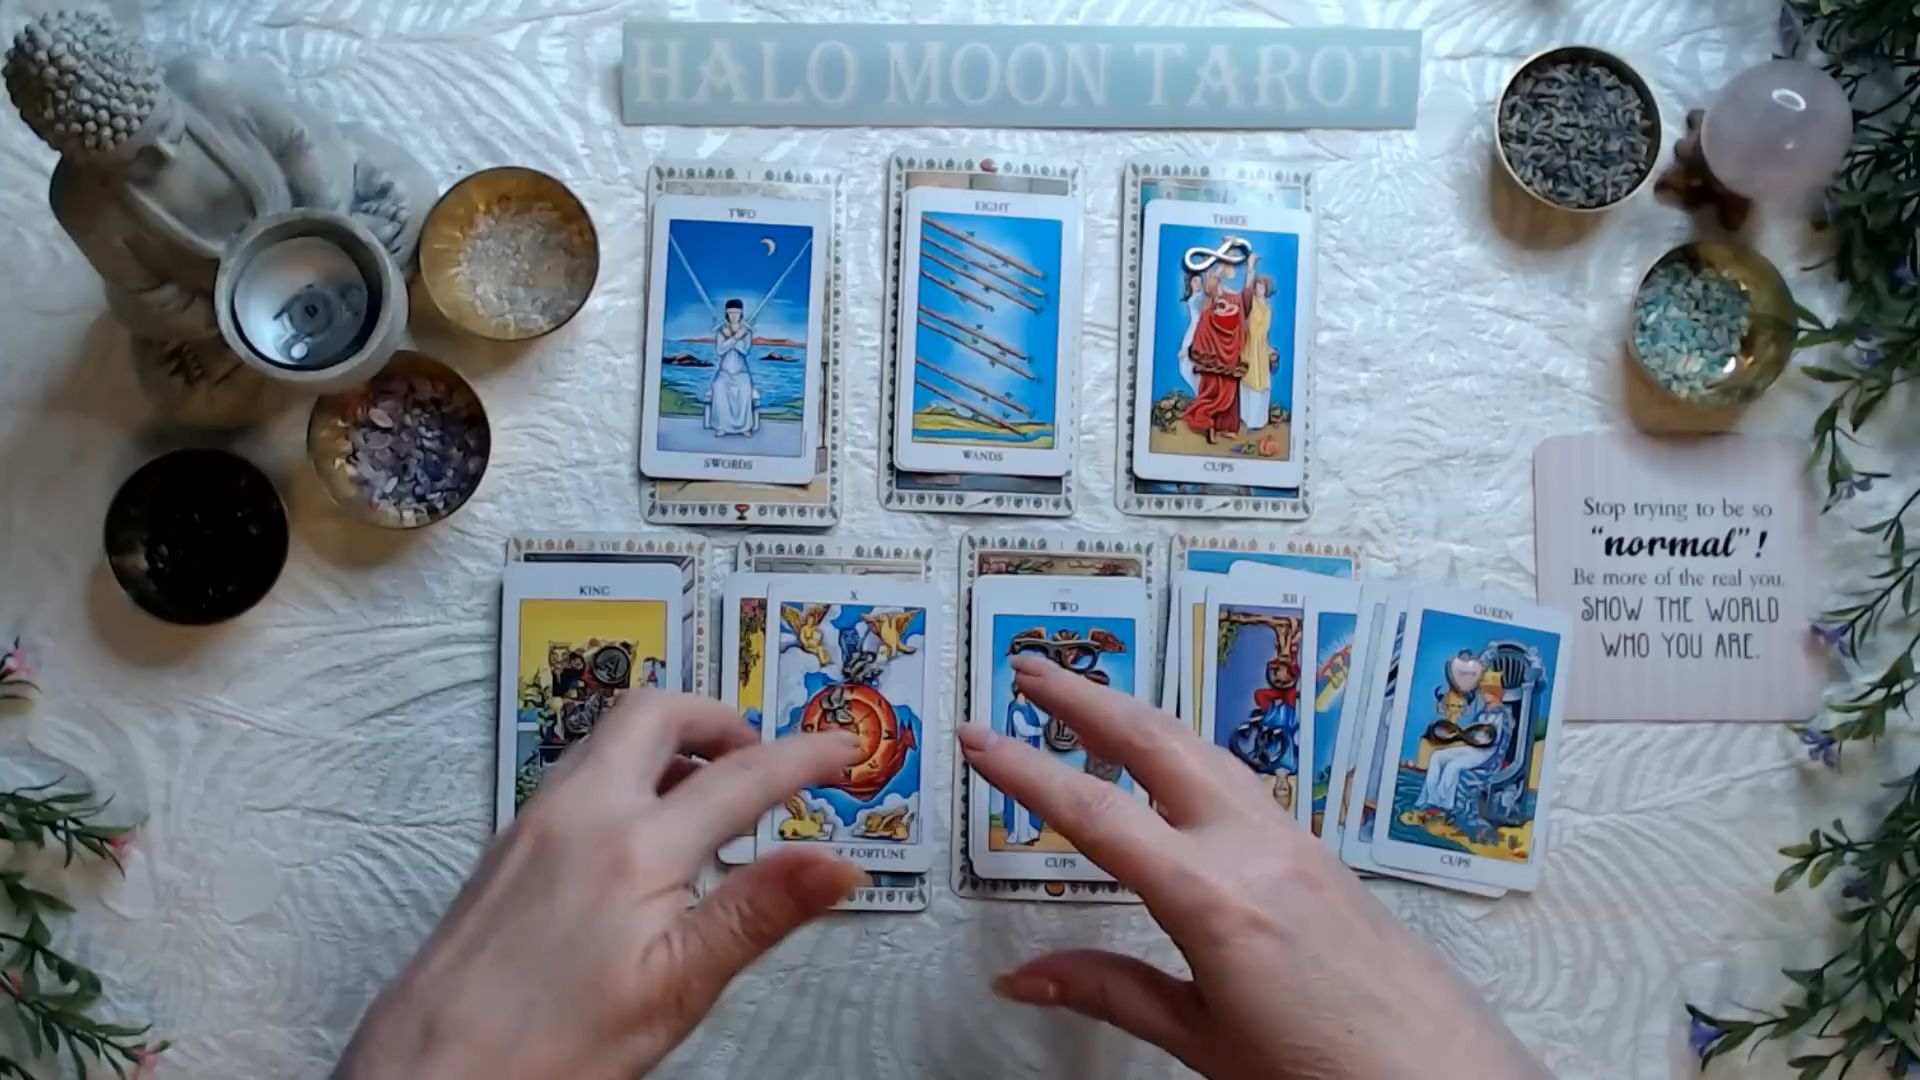 HALO MOON TAROT
TWO
SWORDS
EIGHT
WANDS
THREE
CUPS
KING
X
OF FORTUNE
TWO
CUPS
XII
QUEEN
CUPS
Stop trying to be so
"normal"!
Be more of the real you.
SHOW THE WORLD
WHO YOU ARE.